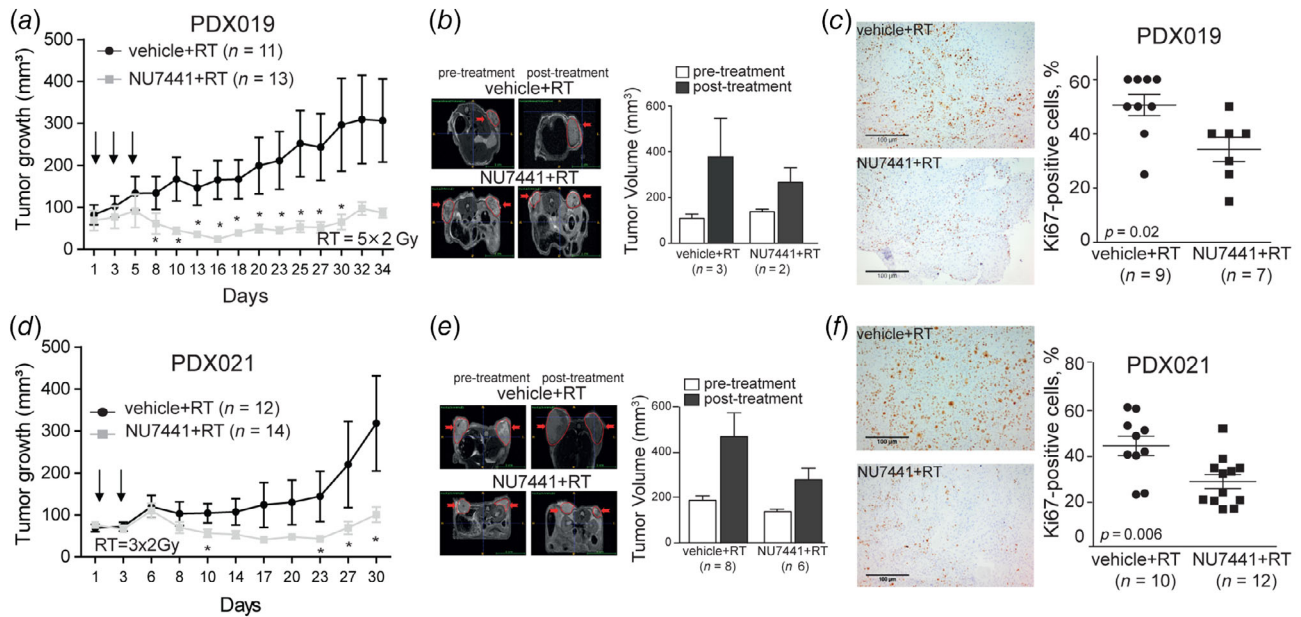 (a)
PDX019
vehicle+RT (n = 11)
NU7441+RT (n = 13)
Tumor growth (mm³)
500
400
300
200
100
0
* * * * * * * * * *
RT = 5×2 Gy
1 3 5 8 10 13 16 18 20 23 25 27 30 32 34
Days
(b)
pre-treatment post-treatment
vehicle+RT
NU7441+RT
pre-treatment
post-treatment
Tumor Volume (mm³)
600
400
200
0
vehicle+RT NU7441+RT
(n = 3) (n = 2)
(c)
vehicle+RT
100 µm
NU7441+RT
100 µm
PDX019
Ki67-positive cells, %
60
40
20
0
p = 0.02
vehicle+RT NU7441+RT
(n = 9) (n = 7)
(d)
PDX021
vehicle+RT (n = 12)
NU7441+RT (n = 14)
Tumor growth (mm³)
500
400
300
200
100
0
* * * *
RT=3x2Gy
1 3 6 8 10 14 17 20 23 27 30
Days
(e)
pre-treatment post-treatment
vehicle+RT
NU7441+RT
pre-treatment
post-treatment
Tumor Volume (mm³)
600
400
200
0
vehicle+RT NU7441+RT
(n = 8) (n 6)
(f)
vehicle+RT
100 µm
NU7441+RT
100 µm
PDX021
Ki67-positive cells, %
80
60
40
20
0
p = 0.006
vehicle+RT NU7441+RT
(n = 10) (n = 12)